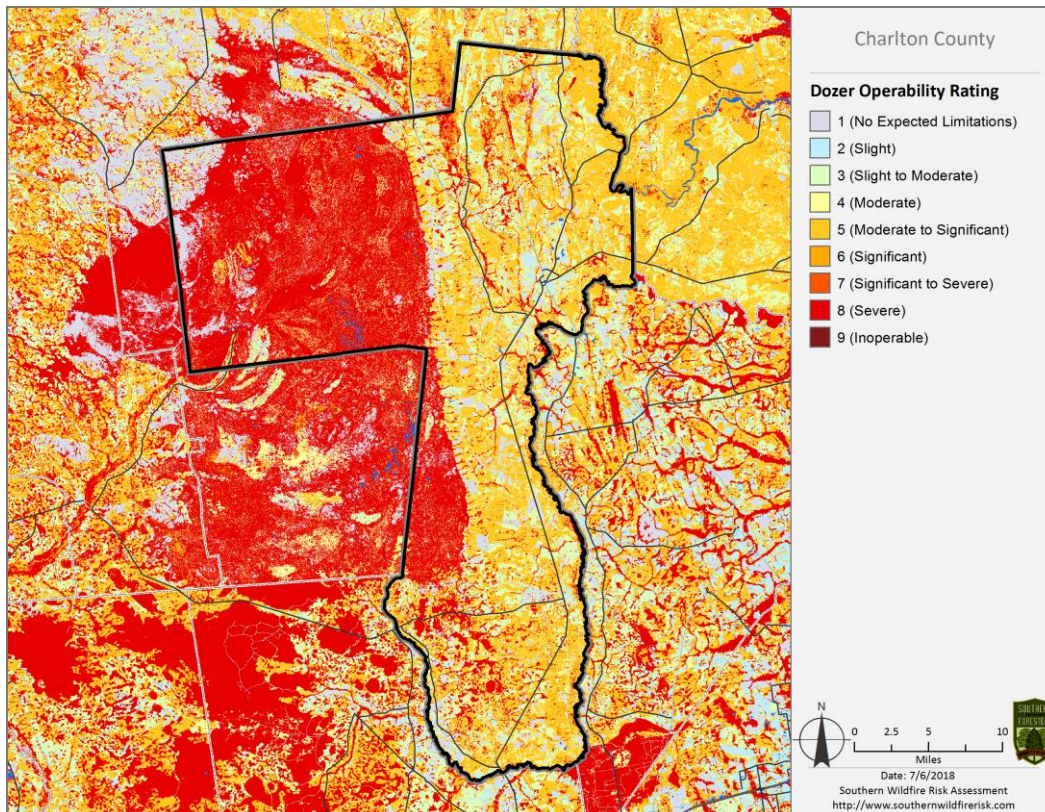 Charlton County
Dozer Operability Rating
1 (No Expected Limitations)
2 (Slight)
3 (Slight to Moderate)
4 (Moderate)
5 (Moderate to Significant)
6 (Significant)
7 (Significant to Severe)
8 (Severe)
9 (Inoperable)
N
0 2.5 5 10
Miles
SOUTHERN
FORESTERS
Date: 7/6/2018
Southern Wildfire Risk Assessment
http://www.southernwildfirerisk.com